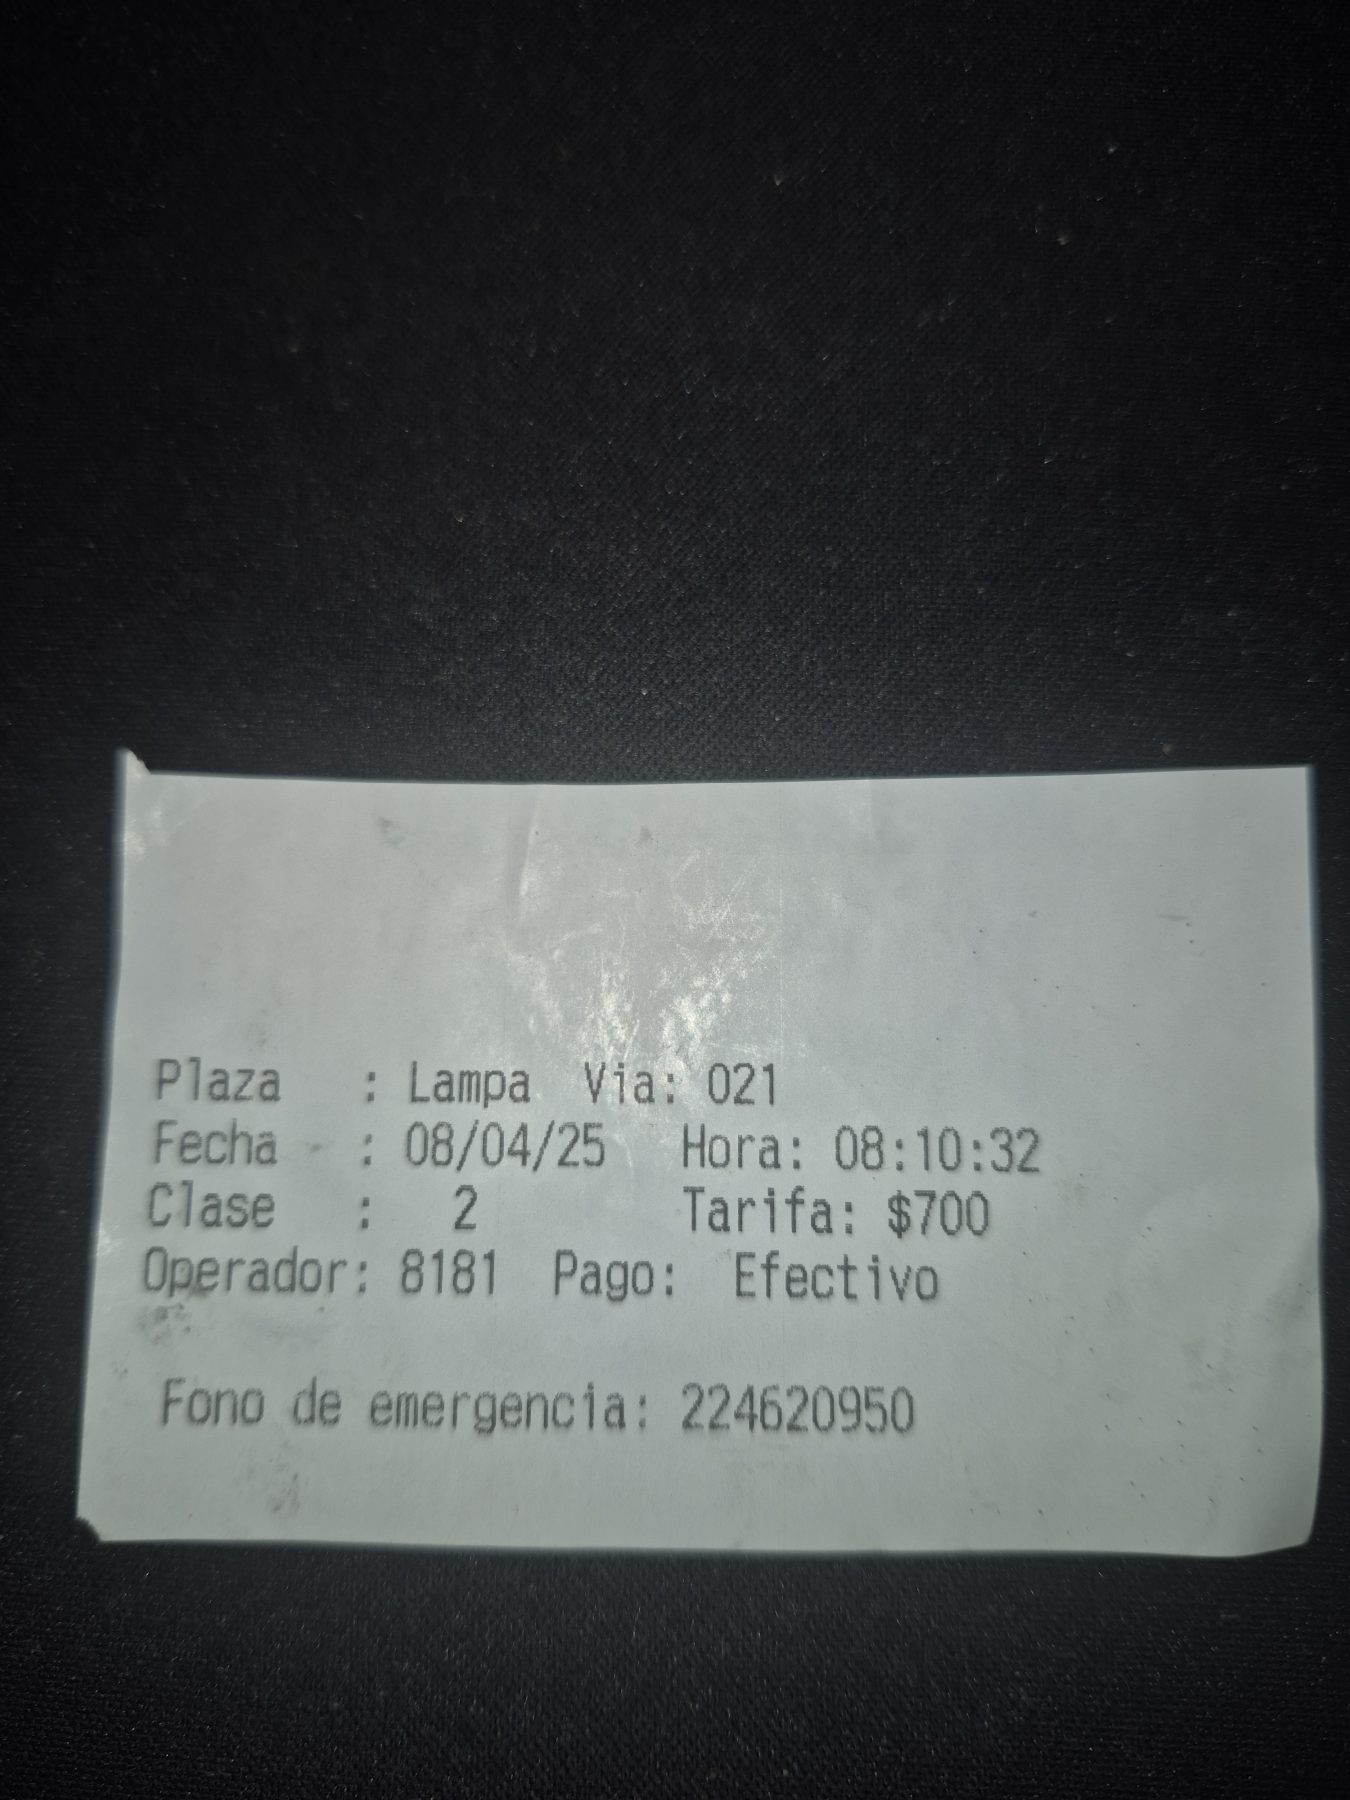 Plaza : Lampa Via: 021
Fecha : 08/04/25 Hora: 08:10:32
Clase : 2 Tarifa: $700
Operador: 8181 Pago: Efectivo
Fono de emergencia: 224620950